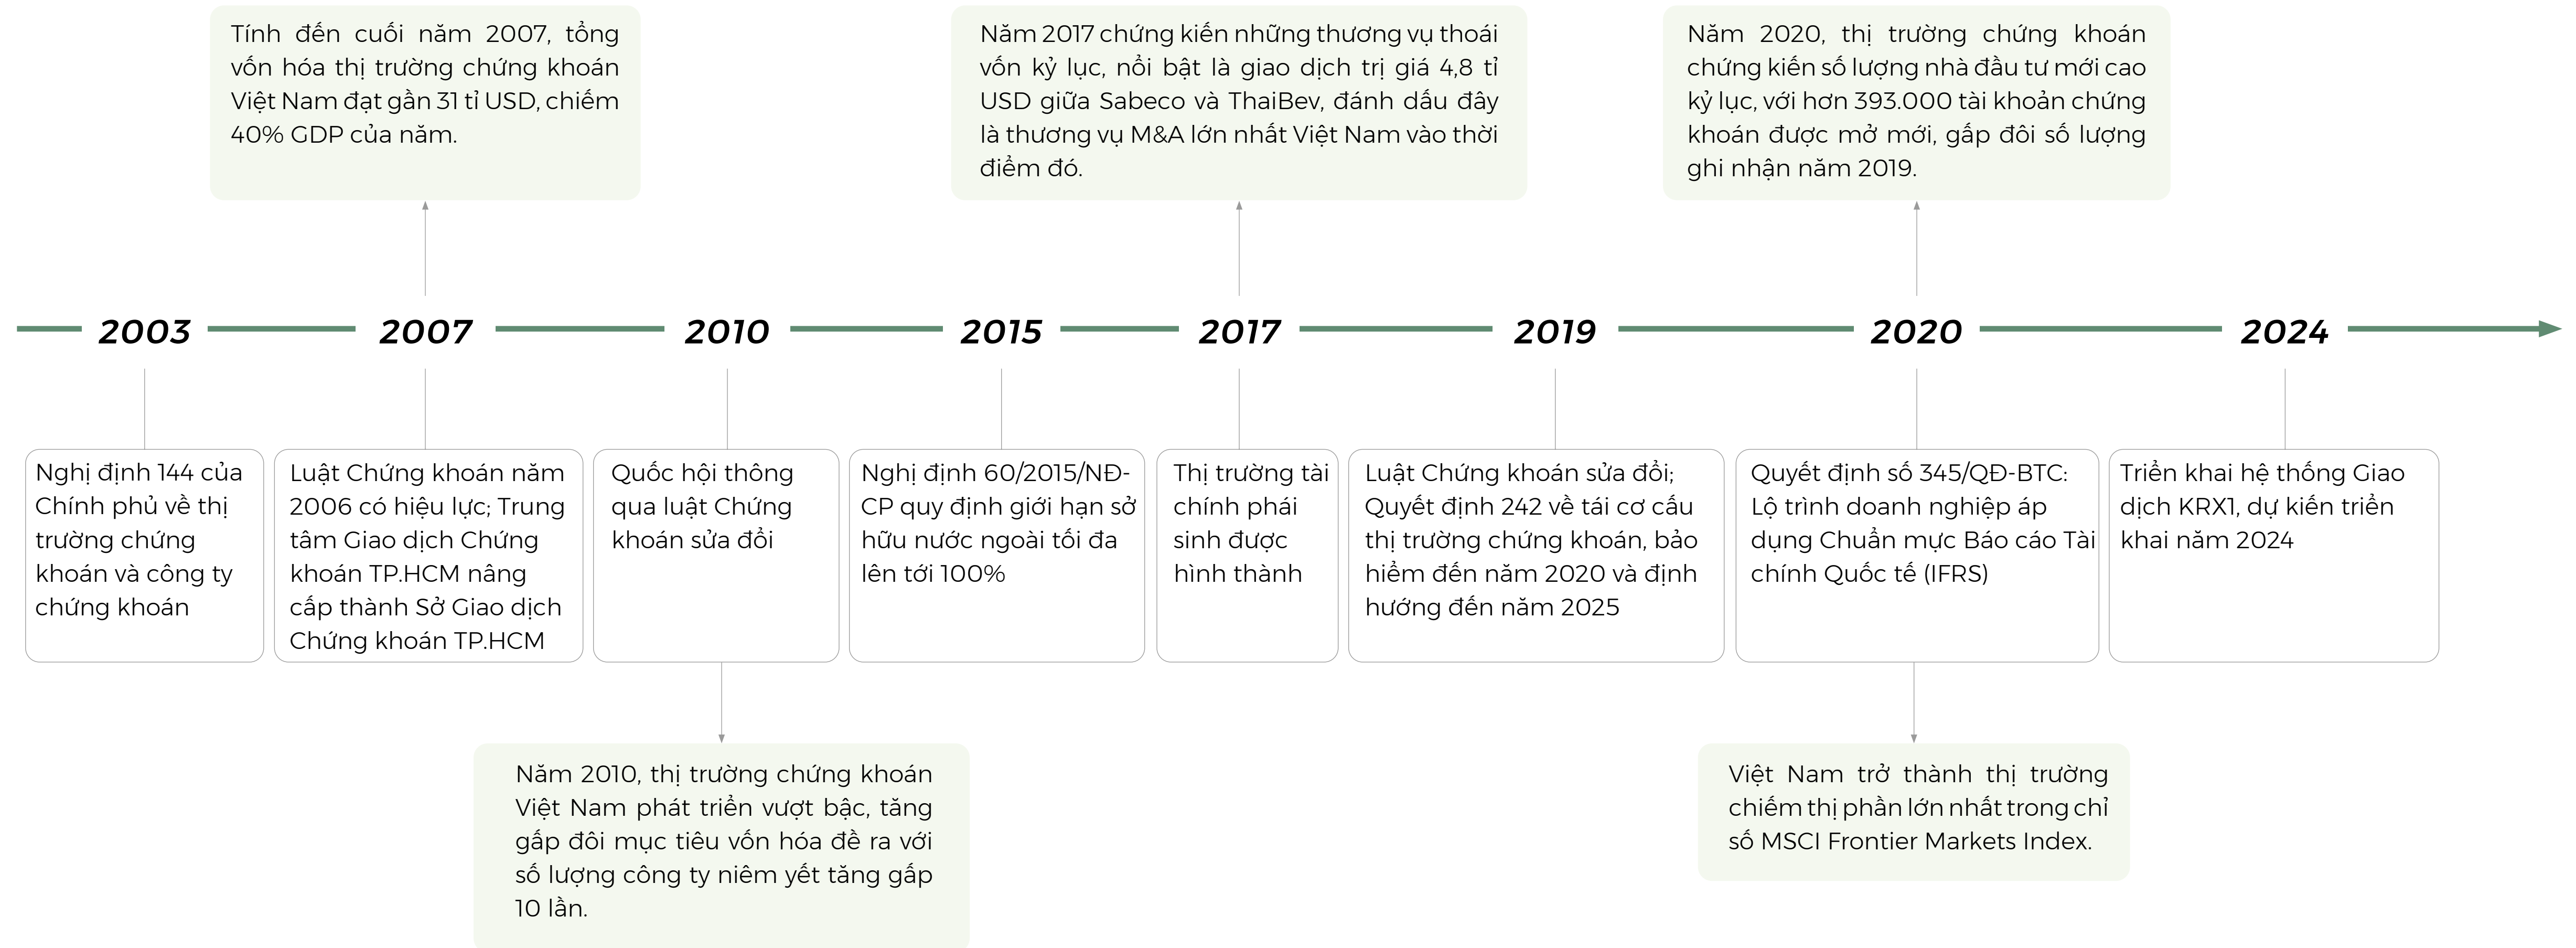 Tính đến cuối năm 2007, tổng
vốn hóa thị trường chứng khoán
Việt Nam đạt gần 31 tỉ USD, chiếm
40% GDP của năm.
Năm 2017 chứng kiến những thương vụ thoái
vốn kỷ lục, nổi bật là giao dịch trị giá 4,8 tỉ
USD giữa Sabeco và ThaiBev, đánh dấu đây
là thương vụ M&A lớn nhất Việt Nam vào thời
điểm đó.
Năm 2020, thị trường chứng khoán
chứng kiến số lượng nhà đầu tư mới cao
kỷ lục, với hơn 393.000 tài khoản chứng
khoán được mở mới, gấp đôi số lượng
ghi nhận năm 2019.
2003
2007
2010
2015
2017
2019
2020
2024
Nghị định 144 của
Chính phủ về thị
trường chứng
khoán và công ty
chứng khoán
Luật Chứng khoán năm
2006 có hiệu lực; Trung
tâm Giao dịch Chứng
khoán TP.HCM nâng
cấp thành Sở Giao dịch
Chứng khoán TP.HCM
Quốc hội thông
qua luật Chứng
khoán sửa đổi
Nghị định 60/2015/NĐ-
CP quy định giới hạn sở
hữu nước ngoài tối đa
lên tới 100%
Thị trường tài
chính phái
sinh được
hình thành
Luật Chứng khoán sửa đổi;
Quyết định 242 về tái cơ cấu
thị trường chứng khoán, bảo
hiểm đến năm 2020 và định
hướng đến năm 2025
Quyết định số 345/QĐ-BTC:
Lộ trình doanh nghiệp áp
dụng Chuẩn mực Báo cáo Tài
chính Quốc tế (IFRS)
Triển khai hệ thống Giao
dịch KRX1, dự kiến triển
khai năm 2024
Năm 2010, thị trường chứng khoán
Việt Nam phát triển vượt bậc, tăng
gấp đôi mục tiêu vốn hóa đề ra với
số lượng công ty niêm yết tăng gấp
10 lần.
Việt Nam trở thành thị trường
chiếm thị phần lớn nhất trong chỉ
số MSCI Frontier Markets Index.